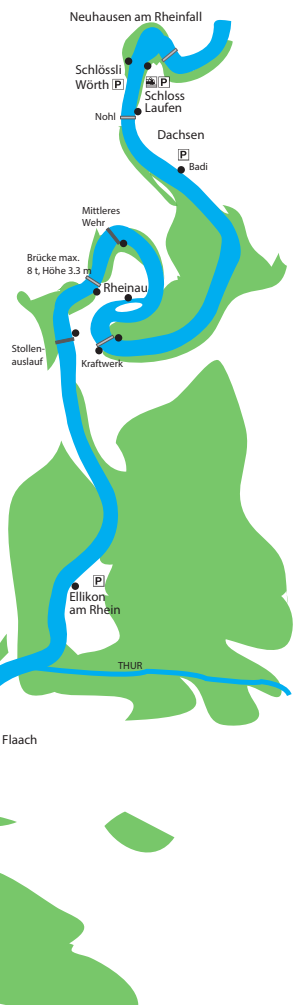 Neuhausen am Rheinfall
Schlössli
Wörth P
P
Schloss
Laufen
Nohl
Dachsen
P
Badi
Mittleres
Wehr
Brücke max.
8 t, Höhe 3.3 m
Rheinau
Stollen-
auslauf
Kraftwerk
P
Ellikon
am Rhein
THUR
Flaach